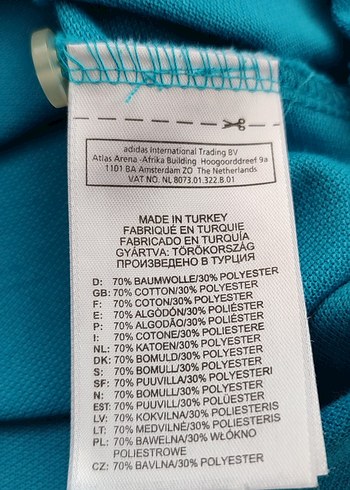 adidas International Trading BV
Atlas Arena -Afrika Building Hoogoorddreef 9a
1101 BA Amsterdam ZO The Netherlands
VAT NO. NL 8073.01.322.B.01
MADE IN TURKEY
FABRIQUÉ EN TURQUIE
FABRICADO EN TURQUÍA
GYÁRTVA: TÖRÖKORSZÁG
ПРОИЗВЕДЕНО В ТУРЦИЯ
D: 70% BAUMWOLLE/30% POLYESTER
GB: 70% COTTON/30% POLYESTER
F: 70% COTON/30% POLYESTER
E: 70% ALGODÓN/30% POLIÉSTER
P: 70% ALGODÃO/30% POLIÉSTER
I: 70% COTONE/30% POLIESTERE
NL: 70% KATOEN/30% POLYESTER
DK: 70% BOMULD/30% POLYESTER
S: 70% BOMULL/30% POLYESTER
SF: 70% PUUVILLA/30% POLYESTERI
N: 70% BOMULL/30% POLYESTER
EST: 70% PUUVILL/30% POLÜESTER
LV: 70% KOKVILNA/30% POLIESTERIS
LT: 70% MEDVILNĖ/30% POLIESTERIS
PL: 70% BAWEŁNA/30% WŁÓKNO
POLIESTROWE
CZ: 70% BAVLNA/30% POLYESTER